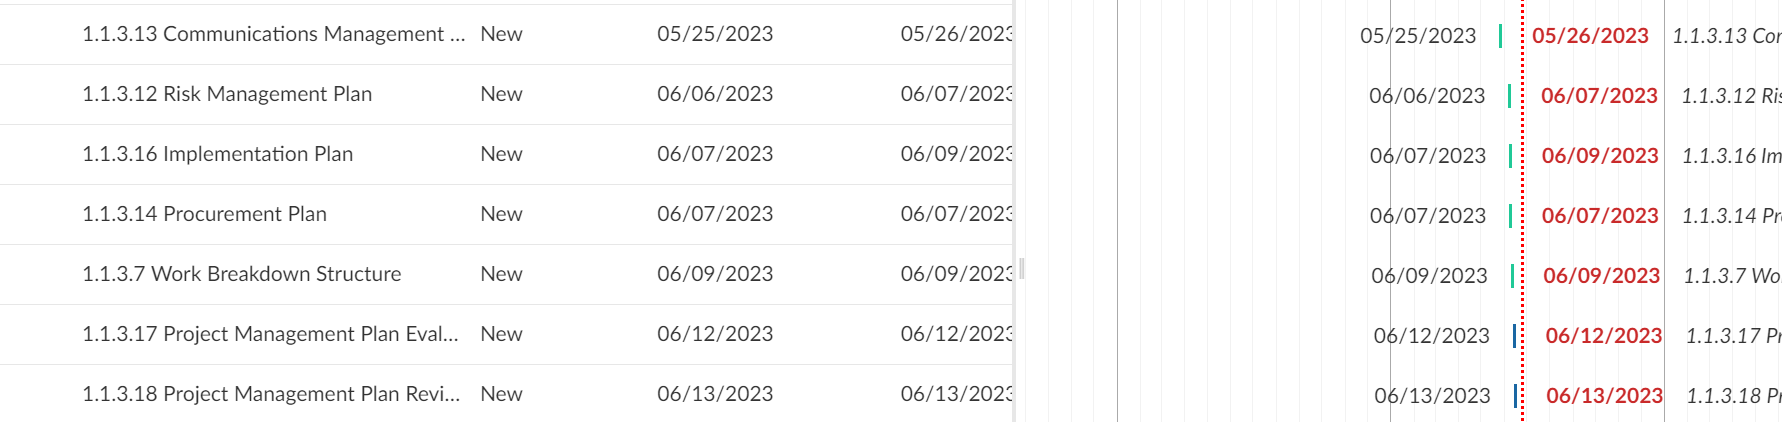 1.1.3.13 Communications Management ... New 05/25/2023 05/26/2023 05/25/2023 05/26/2023 1.1.3.13 Cor
1.1.3.12 Risk Management Plan New 06/06/2023 06/07/2023 06/06/2023 06/07/2023 1.1.3.12 Ris
1.1.3.16 Implementation Plan New 06/07/2023 06/09/2023 06/07/2023 06/09/2023 1.1.3.16 Im
1.1.3.14 Procurement Plan New 06/07/2023 06/07/2023 06/07/2023 06/07/2023 1.1.3.14 Pro
1.1.3.7 Work Breakdown Structure New 06/09/2023 06/09/2023 06/09/2023 06/09/2023 1.1.3.7 Wo
1.1.3.17 Project Management Plan Eval... New 06/12/2023 06/12/2023 06/12/2023 06/12/2023 1.1.3.17 Pr
1.1.3.18 Project Management Plan Revi... New 06/13/2023 06/13/2023 06/13/2023 06/13/2023 1.1.3.18 Pr